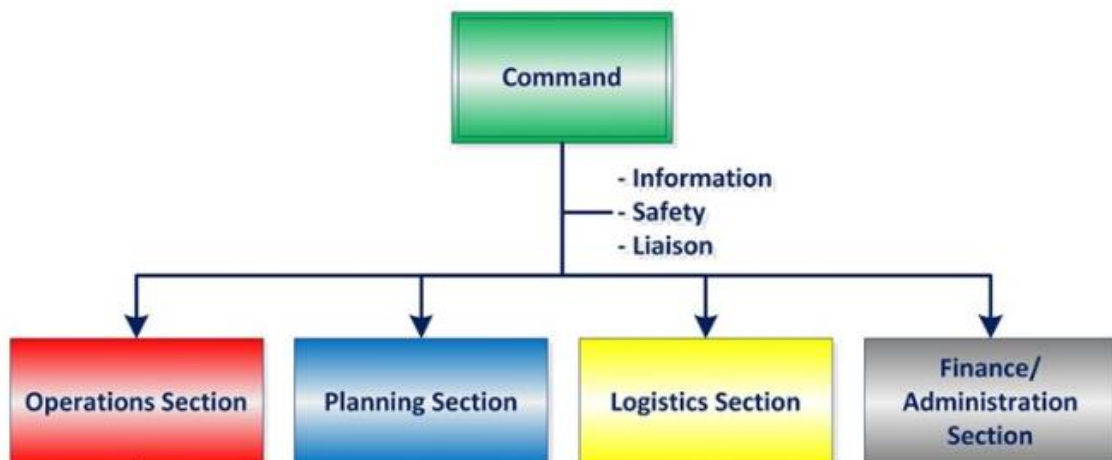 Command
- Information
- Safety
- Liaison
Operations Section
Planning Section
Logistics Section
Finance/
Administration
Section